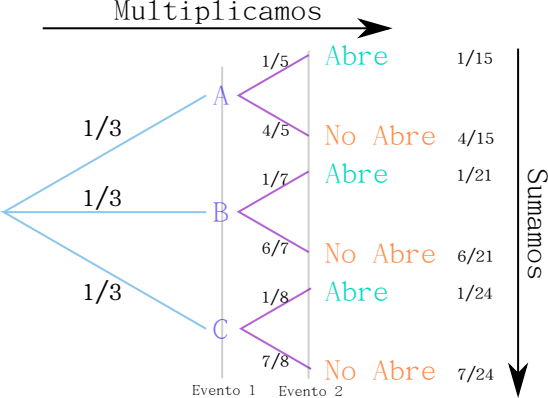 Multiplicamos
1/5 Abre 1/15
A
1/3
4/5 No Abre 4/15
1/7 Abre 1/21
1/3
B
Sumamos
6/7 No Abre 6/21
1/3
1/8 Abre 1/24
C
7/8 No Abre 7/24
Evento 1 Evento 2